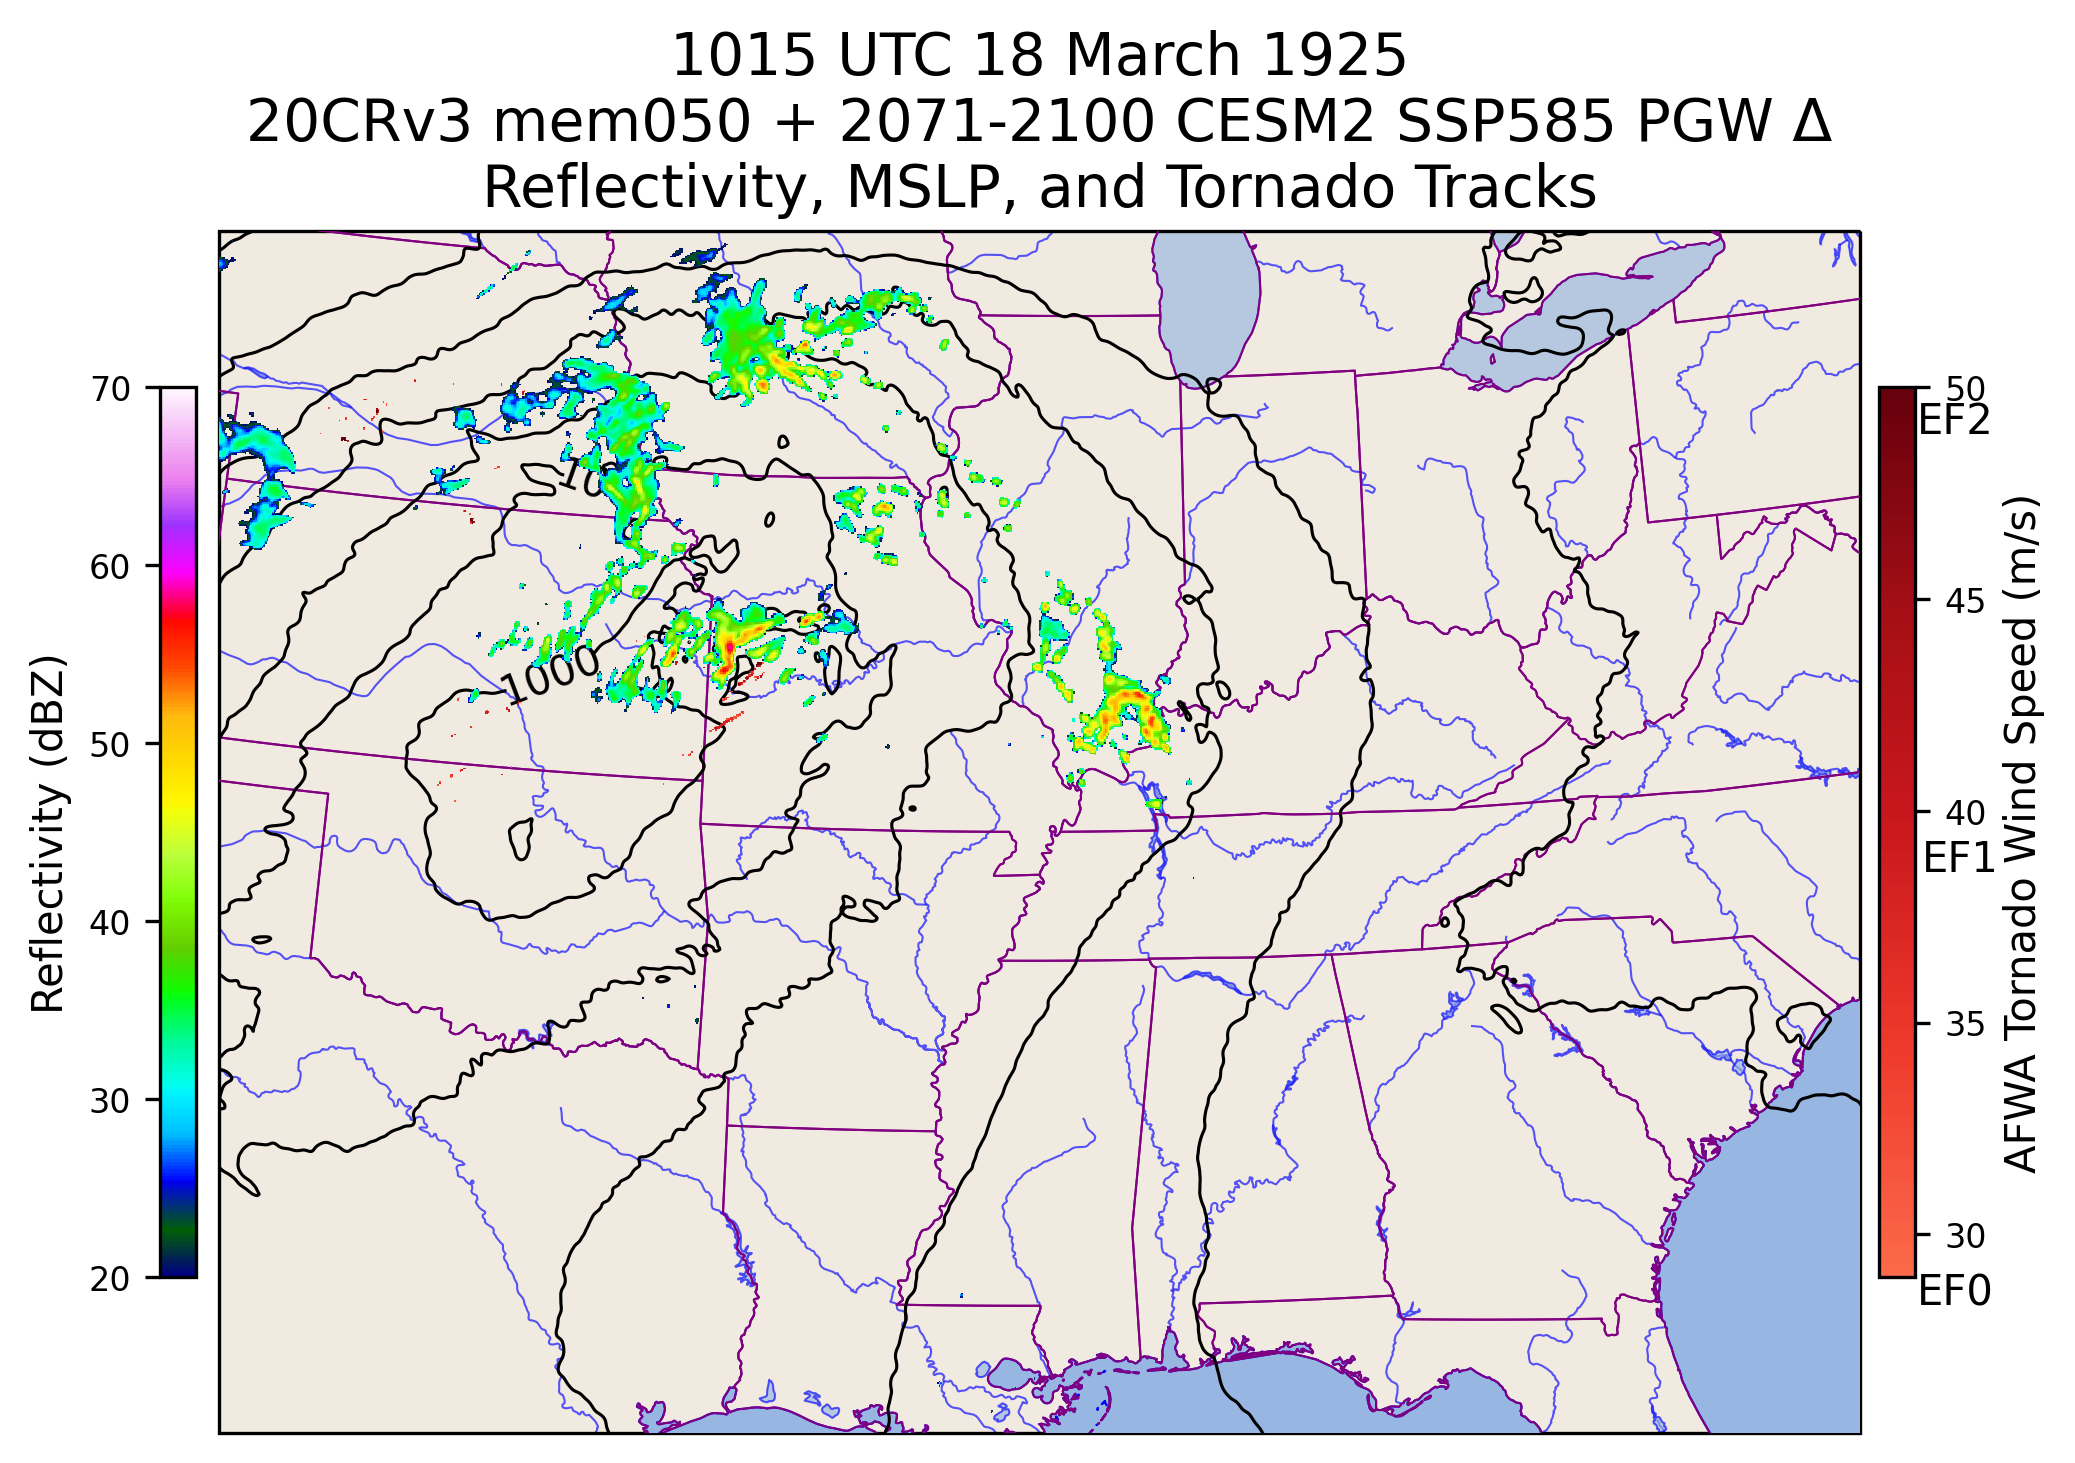 1015 UTC 18 March 1925
20CRv3 mem050 + 2071-2100 CESM2 SSP585 PGW Δ
Reflectivity, MSLP, and Tornado Tracks
70
60
50
40
30
20
Reflectivity (dBZ)
1000
50
EF2
45
40
EF1
35
30
EF0
AFWA Tornado Wind Speed (m/s)